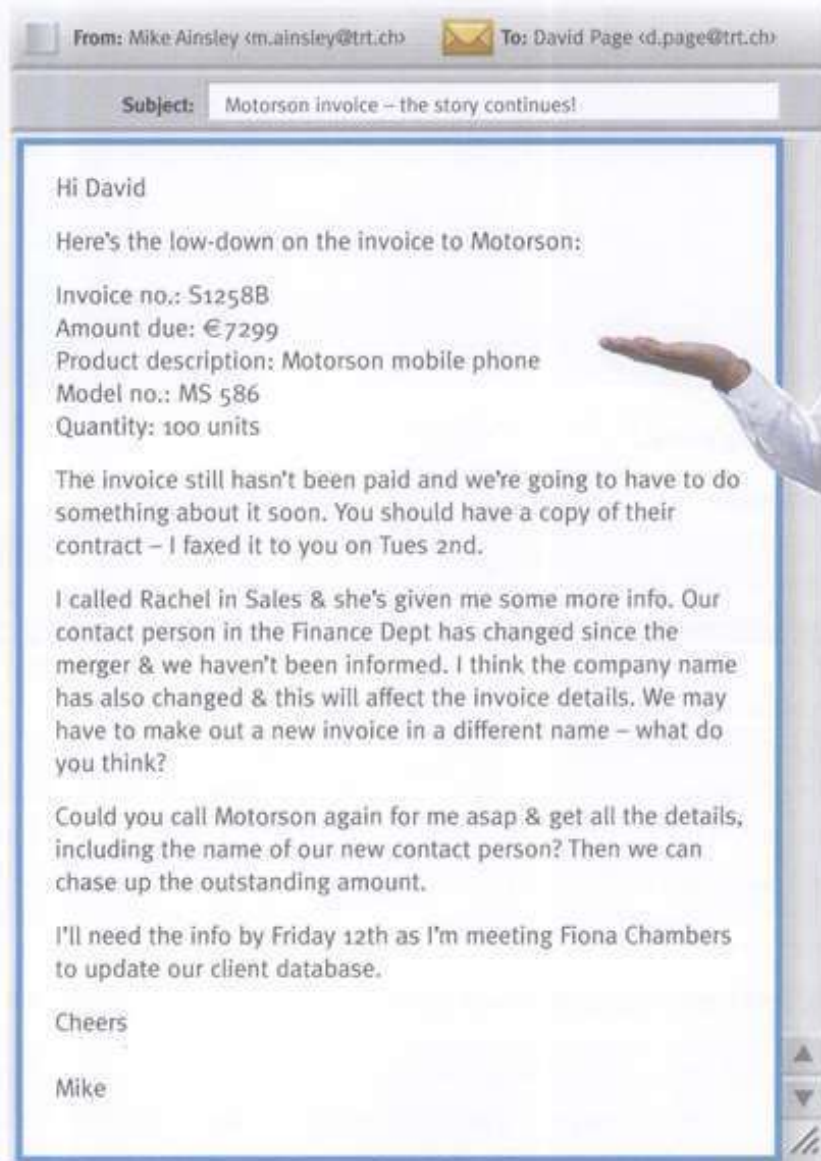 From: Mike Ainsley <m.ainsley@trt.ch> To: David Page <d.page@trt.ch>
Subject: Motorson invoice – the story continues!
Hi David
Here's the low-down on the invoice to Motorson:
Invoice no.: S1258B
Amount due: €7299
Product description: Motorson mobile phone
Model no.: MS 586
Quantity: 100 units
The invoice still hasn't been paid and we're going to have to do
something about it soon. You should have a copy of their
contract – I faxed it to you on Tues 2nd.
I called Rachel in Sales & she's given me some more info. Our
contact person in the Finance Dept has changed since the
merger & we haven't been informed. I think the company name
has also changed & this will affect the invoice details. We may
have to make out a new invoice in a different name – what do
you think?
Could you call Motorson again for me asap & get all the details,
including the name of our new contact person? Then we can
chase up the outstanding amount.
I'll need the info by Friday 12th as I'm meeting Fiona Chambers
to update our client database.
Cheers
Mike